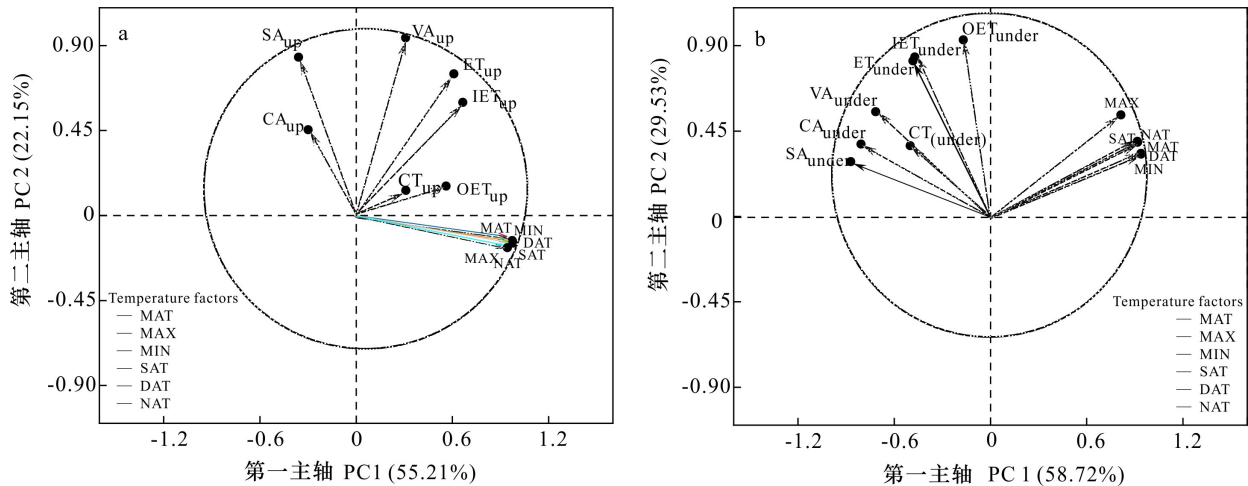 a
0.90
0.45
0
-0.45
-0.90
第二主轴 PC 2 (22.15%)
SAup
VAup
ETup
IETup
CAup
CTup
OETup
MAT
MIN
DAT
SAT
MAX
NAT
Temperature factors
— MAT
— MAX
— MIN
— SAT
— DAT
— NAT
-1.2
-0.6
0
0.6
1.2
第一主轴 PC1 (55.21%)
b
0.90
0.45
0
-0.45
-0.90
第二主轴 PC 2 (29.53%)
OETunder
IETunder
ETunder
VAunder
CAunder
CT(under)
SAunder
MAX
SAT
NAT
MAT
DAT
MIN
Temperature factors
— MAT
— MAX
— MIN
— SAT
— DAT
— NAT
-1.2
-0.6
0
0.6
1.2
第一主轴 PC 1 (58.72%)